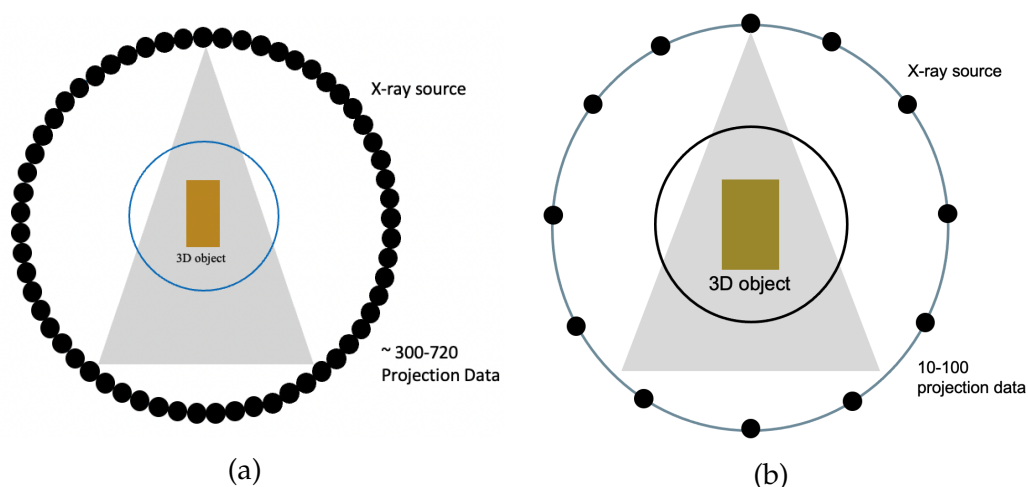 X-ray source
3D object
~ 300-720
Projection Data
(a)
X-ray source
3D object
10-100
projection data
(b)